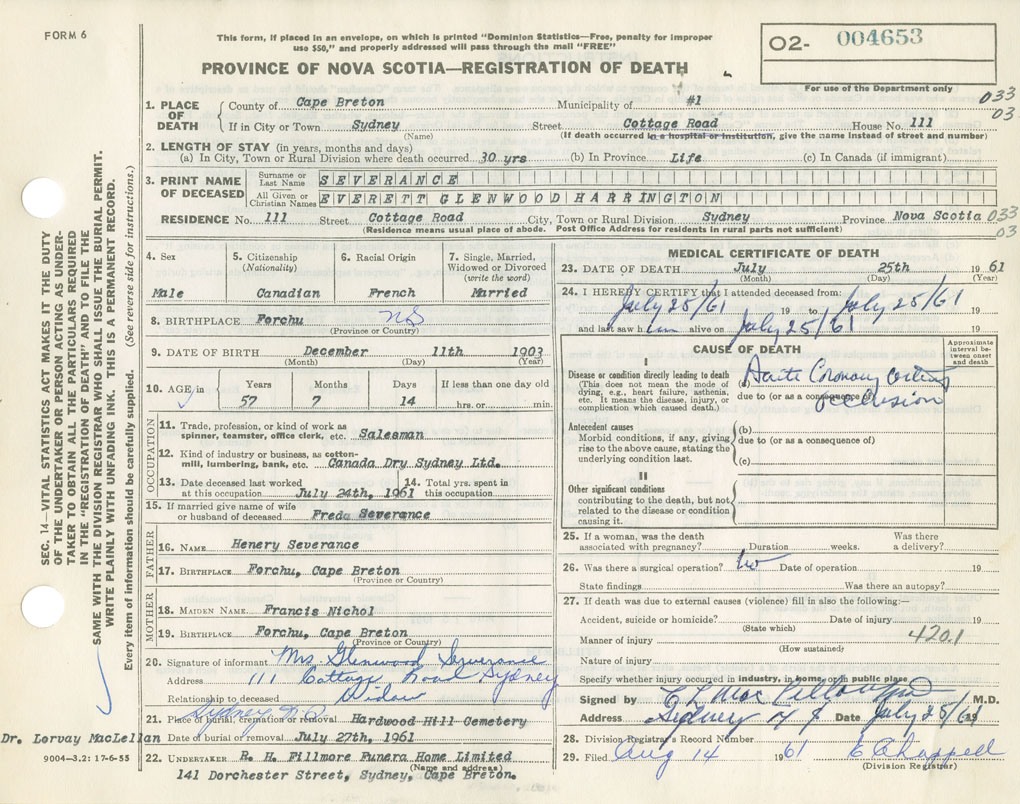 FORM 6
This form, if placed in an envelope, on which is printed "Dominion Statistics—Free, penalty for improper
use $50," and properly addressed will pass through the mail "FREE"
PROVINCE OF NOVA SCOTIA—REGISTRATION OF DEATH
O2- 004653
For use of the Department only
033
03
1. PLACE OF DEATH
County of Cape Breton Municipality of #1
If in City or Town Sydney Street Cottage Road House No. 111
(Name) (If death occurred in a hospital or institution, give the name instead of street and number)
2. LENGTH OF STAY (in years, months and days)
(a) In City, Town or Rural Division where death occurred 30 yrs (b) In Province Life (c) In Canada (if immigrant)
3. PRINT NAME OF DECEASED
Surname or Last Name SEVERANCE
All Given or Christian Names EVERETT GLENWOOD HARRINGTON
RESIDENCE No. 111 Street Cottage Road City, Town or Rural Division Sydney Province Nova Scotia 033
03
(Residence means usual place of abode. Post Office Address for residents in rural parts not sufficient)
4. Sex
Male
5. Citizenship
(Nationality)
Canadian
6. Racial Origin
French
7. Single, Married,
Widowed or Divorced
(write the word)
Married
8. BIRTHPLACE Forchu NS
(Province or Country)
9. DATE OF BIRTH December 11th 1903
(Month) (Day) (Year)
10. AGE in Years Months Days If less than one day old
57 7 14 hrs. or min.
OCCUPATION
11. Trade, profession, or kind of work as
spinner, teamster, office clerk, etc. Salesman
12. Kind of industry or business, as cotton-
mill, lumbering, bank, etc. Canada Dry Sydney Ltd.
13. Date deceased last worked
at this occupation July 24th, 1961
14. Total yrs. spent in
this occupation
15. If married give name of wife
or husband of deceased Freda Severance
FATHER
16. NAME Henery Severance
17. BIRTHPLACE Forchu, Cape Breton
(Province or Country)
MOTHER
18. MAIDEN NAME Francis Nichol
19. BIRTHPLACE Forchu, Cape Breton
(Province or Country)
20. Signature of informant Mrs. Glenwood Severance
Address 111 Cottage Road Sydney
Relationship to deceased Widow
Sydney
21. Place of burial, cremation or removal Hardwood Hill Cemetery
Dr. Lorvay MacLellan
Date of burial or removal July 27th, 1961
9004-3.2: 17-6-55
22. UNDERTAKER R. H. Fillmore Funera Home Limited
(Name and address)
141 Dorchester Street, Sydney, Cape Breton.
MEDICAL CERTIFICATE OF DEATH
23. DATE OF DEATH July 25th 1961
(Month) (Day) (Year)
24. I HEREBY CERTIFY that I attended deceased from:
July 25/61 19 to July 25/61 19
and last saw him alive on July 25/61 19
CAUSE OF DEATH
Approximate
interval be-
tween onset
and death
I
Disease or condition directly leading to death
(This does not mean the mode of
dying, e.g., heart failure, asthenia,
etc. It means the disease, injury, or
complication which caused death.)
(a) Acute Coronary
due to (or as a consequence of)
occlusion
Antecedent causes
Morbid conditions, if any, giving
rise to the above cause, stating the
underlying condition last.
(b)
due to (or as a consequence of)
(c)
II
Other significant conditions
contributing to the death, but not
related to the disease or condition
causing it.
25. If a woman, was the death
associated with pregnancy? Duration weeks. Was there
a delivery?
26. Was there a surgical operation? No Date of operation 19
State findings Was there an autopsy?
27. If death was due to external causes (violence) fill in also the following:—
Accident, suicide or homicide? Date of injury 19
(State which)
420.1
Manner of injury
(How sustained)
Nature of injury
Specify whether injury occurred in industry, in home or in public place
Signed by M.D.
Address Sidney N S Date July 25/61 19
28. Division Registrar's Record Number
29. Filed Aug 14 1961 E A Chappell
(Division Registrar)
SEC. 14—VITAL STATISTICS ACT MAKES IT THE DUTY
OF THE UNDERTAKER OR PERSON ACTING AS UNDER-
TAKER TO OBTAIN ALL THE PARTICULARS REQUIRED
IN THE "REGISTRATION OF DEATH" AND TO FILE THE
SAME WITH THE DIVISION REGISTRAR WHO SHALL ISSUE THE BURIAL PERMIT.
WRITE PLAINLY WITH UNFADING INK. THIS IS A PERMANENT RECORD.
Every item of information should be carefully supplied. (See reverse side for instructions.)